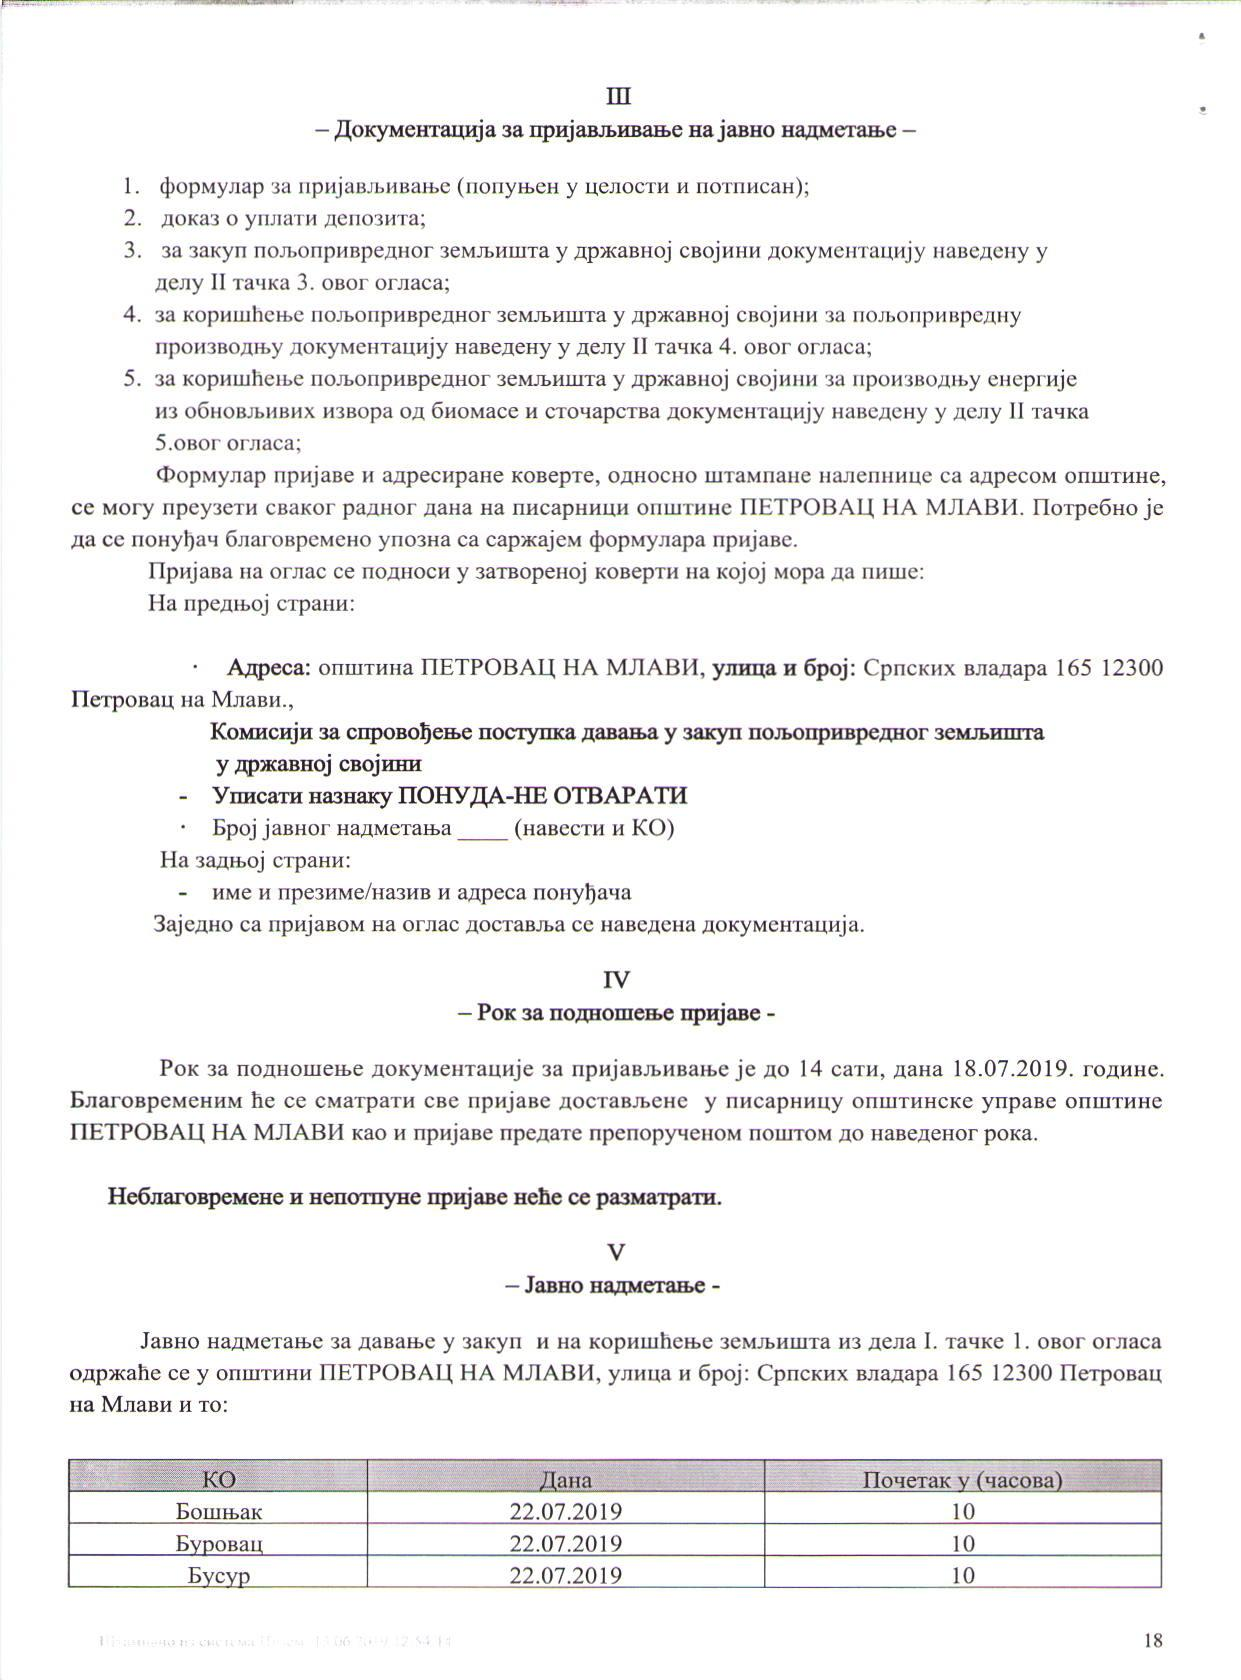 III
– Документација за пријављивање на јавно надметање –
1. формулар за пријављивање (попуњен у целости и потписан);
2. доказ о уплати депозита;
3. за закуп пољопривредног земљишта у државној својини документацију наведену у
делу II тачка 3. овог огласа;
4. за коришћење пољопривредног земљишта у државној својини за пољопривредну
производњу документацију наведену у делу II тачка 4. овог огласа;
5. за коришћење пољопривредног земљишта у државној својини за производњу енергије
из обновљивих извора од биомасе и сточарства документацију наведену у делу II тачка
5.овог огласа;
Формулар пријаве и адресиране коверте, односно штампане налепнице са адресом општине,
се могу преузети сваког радног дана на писарници општине ПЕТРОВАЦ НА МЛАВИ. Потребно је
да се понуђач благовремено упозна са саржајем формулара пријаве.
Пријава на оглас се подноси у затвореној коверти на којој мора да пише:
На предњој страни:
· Адреса: општина ПЕТРОВАЦ НА МЛАВИ, улица и број: Српских владара 165 12300
Петровац на Млави.,
Комисији за спровођење поступка давања у закуп пољопривредног земљишта
у државној својини
- Уписати назнаку ПОНУДА-НЕ ОТВАРАТИ
· Број јавног надметања ____ (навести и КО)
На задњој страни:
- име и презиме/назив и адреса понуђача
Заједно са пријавом на оглас доставља се наведена документација.
IV
– Рок за подношење пријаве -
Рок за подношење документације за пријављивање је до 14 сати, дана 18.07.2019. године.
Благовременим ће се сматрати све пријаве достављене у писарницу општинске управе општине
ПЕТРОВАЦ НА МЛАВИ као и пријаве предате препорученом поштом до наведеног рока.
Неблаговремене и непотпуне пријаве неће се разматрати.
V
– Јавно надметање -
Јавно надметање за давање у закуп и на коришћење земљишта из дела I. тачке 1. овог огласа
одржаће се у општини ПЕТРОВАЦ НА МЛАВИ, улица и број: Српских владара 165 12300 Петровац
на Млави и то:
КО Дана Почетак у (часова)
Бошњак 22.07.2019 10
Буровац 22.07.2019 10
Бусур 22.07.2019 10
18